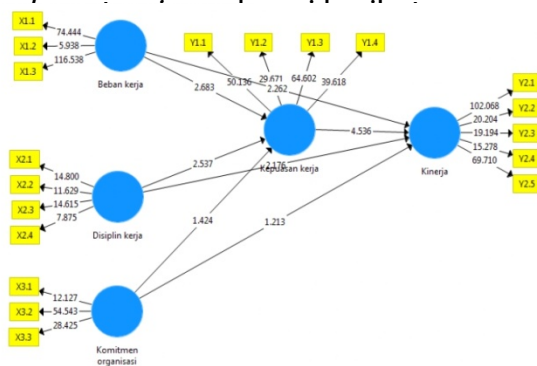 X1.1
X1.2
X1.3
74.444
5.938
116.538
Beban kerja
Y1.1
Y1.2
Y1.3
Y1.4
50.136
29.671
64.602
39.618
2.683
2.262
Kepuasan kerja
4.536
Y2.1
Y2.2
Y2.3
Y2.4
Y2.5
102.068
20.204
19.194
15.278
69.710
Kinerja
X2.1
X2.2
X2.3
X2.4
14.800
11.629
14.615
7.875
Disiplin kerja
2.537
2.176
1.424
1.213
X3.1
X3.2
X3.3
12.127
54.543
28.425
Komitmen
organisasi